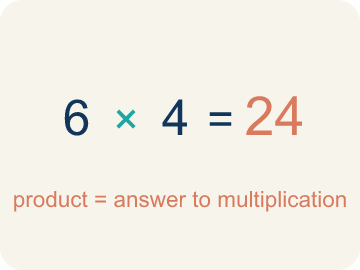 6 × 4 = 24
product = answer to multiplication